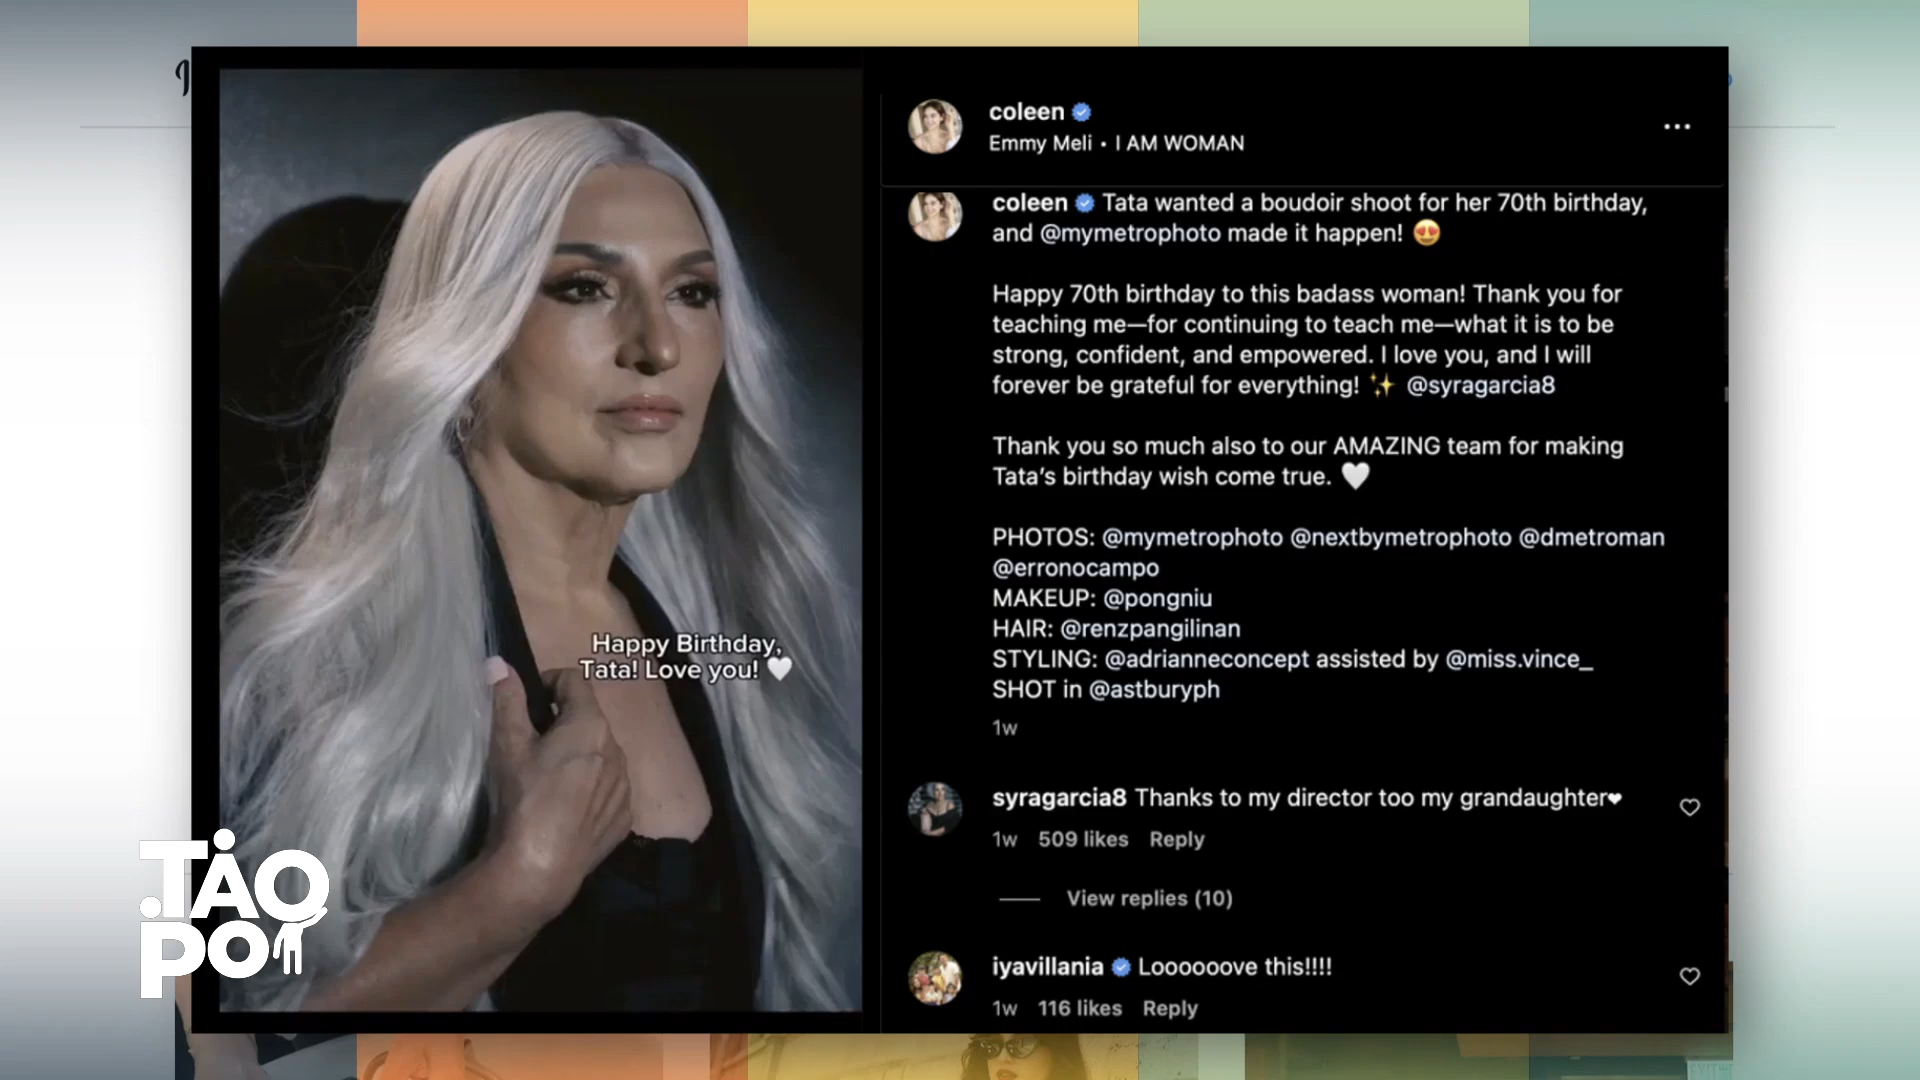 coleen
Emmy Meli • I AM WOMAN
coleen Tata wanted a boudoir shoot for her 70th birthday,
and @mymetrophoto made it happen! 😍
Happy 70th birthday to this badass woman! Thank you for
teaching me—for continuing to teach me—what it is to be
strong, confident, and empowered. I love you, and I will
forever be grateful for everything! ✨ @syragarcia8
Thank you so much also to our AMAZING team for making
Tata’s birthday wish come true. 🤍
PHOTOS: @mymetrophoto @nextbymetrophoto @dmetroman
@erronocampo
MAKEUP: @pongniu
HAIR: @renzpangilinan
STYLING: @adrianneconcept assisted by @miss.vince_
SHOT in @astburyph
1w
syragarcia8 Thanks to my director too my grandaughter❤
1w 509 likes Reply
View replies (10)
iyavillania Loooooove this!!!!
1w 116 likes Reply
Happy Birthday,
Tata! Love you! 🤍
TAO
PO